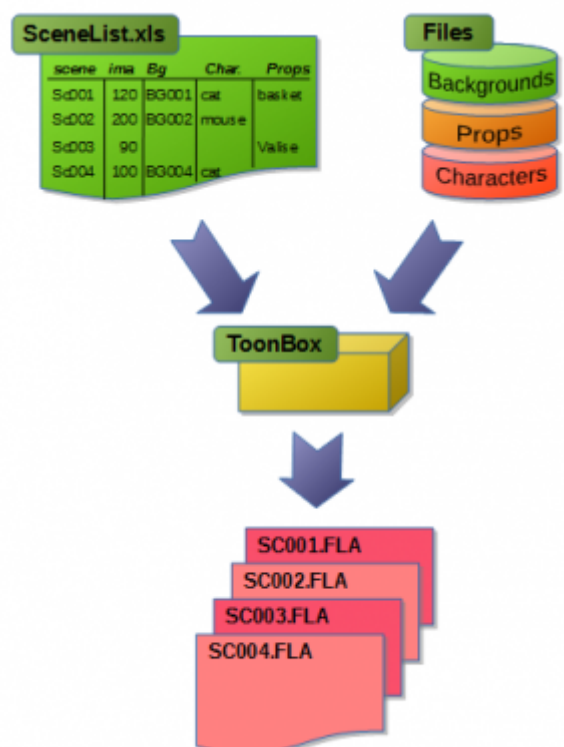 SceneList.xls
scene ima Bg Char. Props
Sc001 120 BG001 cat basket
Sc002 200 BG002 mouse
Sc003 90 Valise
Sc004 100 BG004 cat
Files
Backgrounds
Props
Characters
ToonBox
SC001.FLA
SC002.FLA
SC003.FLA
SC004.FLA